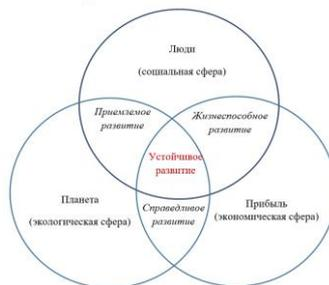 Люди
(социальная сфера)
Приемлемое
развитие
Жизнеспособное
развитие
Устойчивое
развитие
Планета
(экологическая сфера)
Справедливое
развитие
Прибыль
(экономическая сфера)